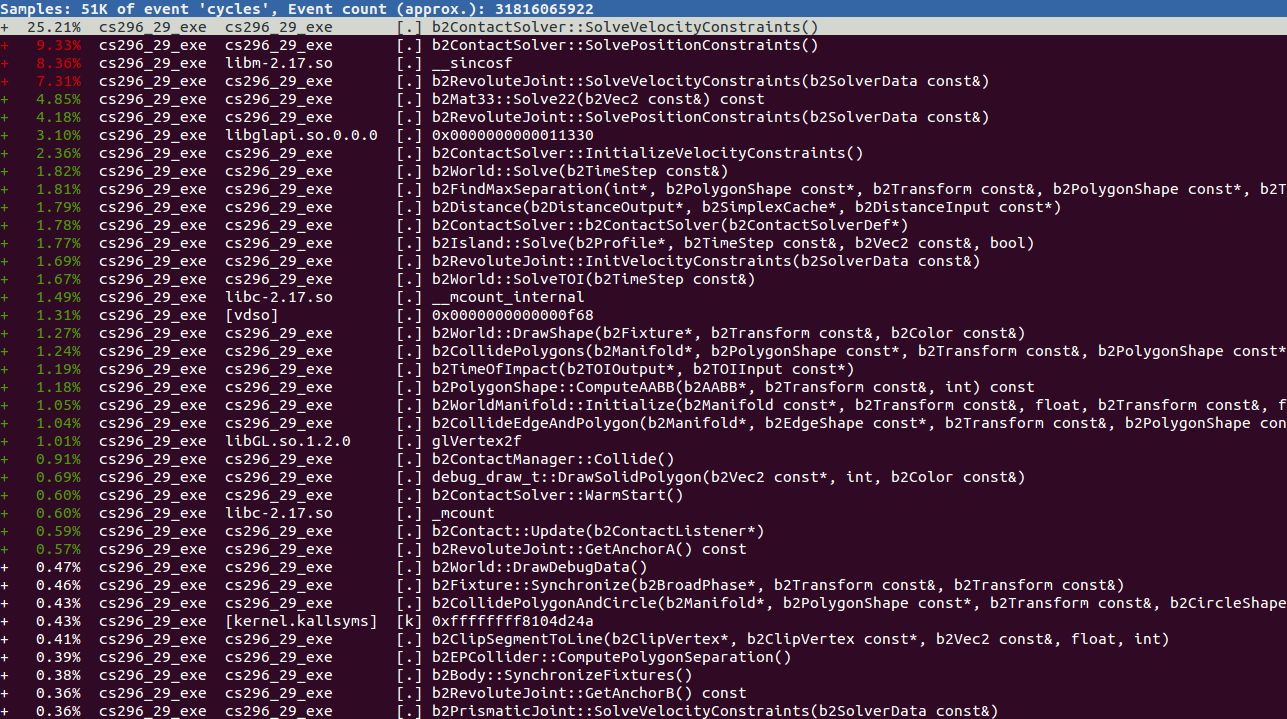 Samples: 51K of event 'cycles', Event count (approx.): 31816065922
+ 25.21% cs296_29_exe cs296_29_exe [.] b2ContactSolver::SolveVelocityConstraints()
+ 9.33% cs296_29_exe cs296_29_exe [.] b2ContactSolver::SolvePositionConstraints()
+ 8.36% cs296_29_exe libm-2.17.so [.] __sincosf
+ 7.31% cs296_29_exe cs296_29_exe [.] b2RevoluteJoint::SolveVelocityConstraints(b2SolverData const&)
+ 4.85% cs296_29_exe cs296_29_exe [.] b2Mat33::Solve22(b2Vec2 const&) const
+ 4.18% cs296_29_exe cs296_29_exe [.] b2RevoluteJoint::SolvePositionConstraints(b2SolverData const&)
+ 3.10% cs296_29_exe libglapi.so.0.0.0 [.] 0x0000000000011330
+ 2.36% cs296_29_exe cs296_29_exe [.] b2ContactSolver::InitializeVelocityConstraints()
+ 1.82% cs296_29_exe cs296_29_exe [.] b2World::Solve(b2TimeStep const&)
+ 1.81% cs296_29_exe cs296_29_exe [.] b2FindMaxSeparation(int*, b2PolygonShape const*, b2Transform const&, b2PolygonShape const*, b2T
+ 1.79% cs296_29_exe cs296_29_exe [.] b2Distance(b2DistanceOutput*, b2SimplexCache*, b2DistanceInput const*)
+ 1.78% cs296_29_exe cs296_29_exe [.] b2ContactSolver::b2ContactSolver(b2ContactSolverDef*)
+ 1.77% cs296_29_exe cs296_29_exe [.] b2Island::Solve(b2Profile*, b2TimeStep const&, b2Vec2 const&, bool)
+ 1.69% cs296_29_exe cs296_29_exe [.] b2RevoluteJoint::InitVelocityConstraints(b2SolverData const&)
+ 1.67% cs296_29_exe cs296_29_exe [.] b2World::SolveTOI(b2TimeStep const&)
+ 1.49% cs296_29_exe libc-2.17.so [.] __mcount_internal
+ 1.31% cs296_29_exe [vdso] [.] 0x0000000000000f68
+ 1.27% cs296_29_exe cs296_29_exe [.] b2World::DrawShape(b2Fixture*, b2Transform const&, b2Color const&)
+ 1.24% cs296_29_exe cs296_29_exe [.] b2CollidePolygons(b2Manifold*, b2PolygonShape const*, b2Transform const&, b2PolygonShape const*
+ 1.19% cs296_29_exe cs296_29_exe [.] b2TimeOfImpact(b2TOIOutput*, b2TOIInput const*)
+ 1.18% cs296_29_exe cs296_29_exe [.] b2PolygonShape::ComputeAABB(b2AABB*, b2Transform const&, int) const
+ 1.05% cs296_29_exe cs296_29_exe [.] b2WorldManifold::Initialize(b2Manifold const*, b2Transform const&, float, b2Transform const&, f
+ 1.04% cs296_29_exe cs296_29_exe [.] b2CollideEdgeAndPolygon(b2Manifold*, b2EdgeShape const*, b2Transform const&, b2PolygonShape con
+ 1.01% cs296_29_exe libGL.so.1.2.0 [.] glVertex2f
+ 0.91% cs296_29_exe cs296_29_exe [.] b2ContactManager::Collide()
+ 0.69% cs296_29_exe cs296_29_exe [.] debug_draw_t::DrawSolidPolygon(b2Vec2 const*, int, b2Color const&)
+ 0.60% cs296_29_exe cs296_29_exe [.] b2ContactSolver::WarmStart()
+ 0.60% cs296_29_exe libc-2.17.so [.] _mcount
+ 0.59% cs296_29_exe cs296_29_exe [.] b2Contact::Update(b2ContactListener*)
+ 0.57% cs296_29_exe cs296_29_exe [.] b2RevoluteJoint::GetAnchorA() const
+ 0.47% cs296_29_exe cs296_29_exe [.] b2World::DrawDebugData()
+ 0.46% cs296_29_exe cs296_29_exe [.] b2Fixture::Synchronize(b2BroadPhase*, b2Transform const&, b2Transform const&)
+ 0.43% cs296_29_exe cs296_29_exe [.] b2CollidePolygonAndCircle(b2Manifold*, b2PolygonShape const*, b2Transform const&, b2CircleShape
+ 0.43% cs296_29_exe [kernel.kallsyms] [k] 0xffffffff8104d24a
+ 0.41% cs296_29_exe cs296_29_exe [.] b2ClipSegmentToLine(b2ClipVertex*, b2ClipVertex const*, b2Vec2 const&, float, int)
+ 0.39% cs296_29_exe cs296_29_exe [.] b2EPCollider::ComputePolygonSeparation()
+ 0.38% cs296_29_exe cs296_29_exe [.] b2Body::SynchronizeFixtures()
+ 0.36% cs296_29_exe cs296_29_exe [.] b2RevoluteJoint::GetAnchorB() const
+ 0.36% cs296_29_exe cs296_29_exe [.] b2PrismaticJoint::SolveVelocityConstraints(b2SolverData const&)